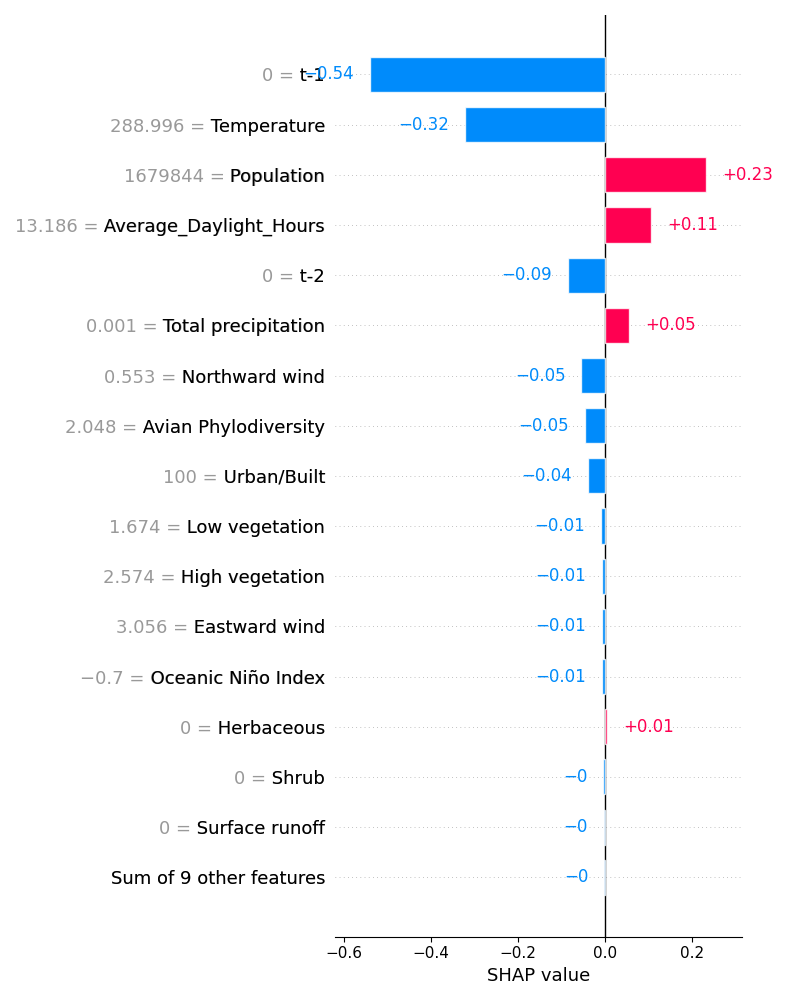 0 = t-1 −0.54
288.996 = Temperature −0.32
1679844 = Population +0.23
13.186 = Average_Daylight_Hours +0.11
0 = t-2 −0.09
0.001 = Total precipitation +0.05
0.553 = Northward wind −0.05
2.048 = Avian Phylodiversity −0.05
100 = Urban/Built −0.04
1.674 = Low vegetation −0.01
2.574 = High vegetation −0.01
3.056 = Eastward wind −0.01
−0.7 = Oceanic Niño Index −0.01
0 = Herbaceous +0.01
0 = Shrub −0
0 = Surface runoff −0
Sum of 9 other features −0
−0.6 −0.4 −0.2 0.0 0.2
SHAP value